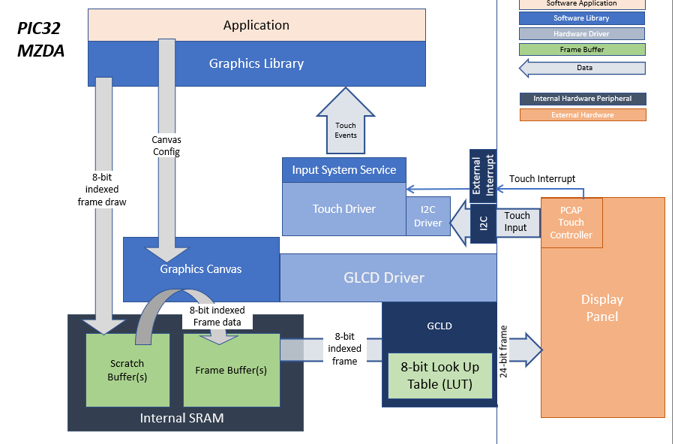 PIC32
MZDA
Application
Graphics Library
Software Application
Software Library
Hardware Driver
Frame Buffer
Data
Internal Hardware Peripheral
External Hardware
Touch
Events
Canvas
Config
8-bit
indexed
frame draw
Input System Service
Touch Driver
I2C
Driver
External
Interrupt
I2C
Touch Interrupt
Touch
Input
PCAP
Touch
Controller
Display
Panel
Graphics Canvas
GLCD Driver
8-bit indexed
Frame data
Scratch
Buffer(s)
Frame Buffer(s)
Internal SRAM
8-bit
indexed
frame
GCLD
8-bit Look Up
Table (LUT)
24-bit frame